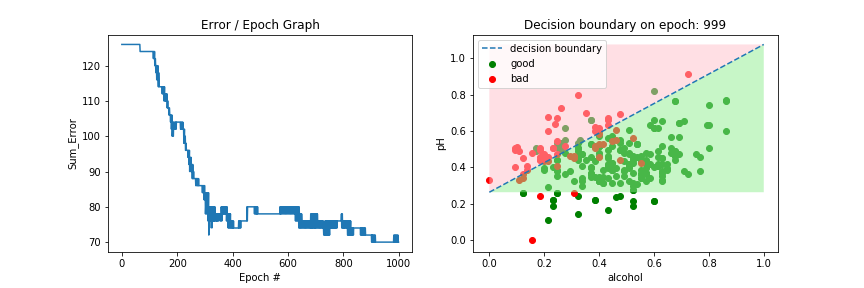 Error / Epoch Graph
120
110
100
90
80
70
Sum_Error
0
200
400
600
800
1000
Epoch #
Decision boundary on epoch: 999
decision boundary
good
bad
1.0
0.8
0.6
0.4
0.2
0.0
pH
0.0
0.2
0.4
0.6
0.8
1.0
alcohol